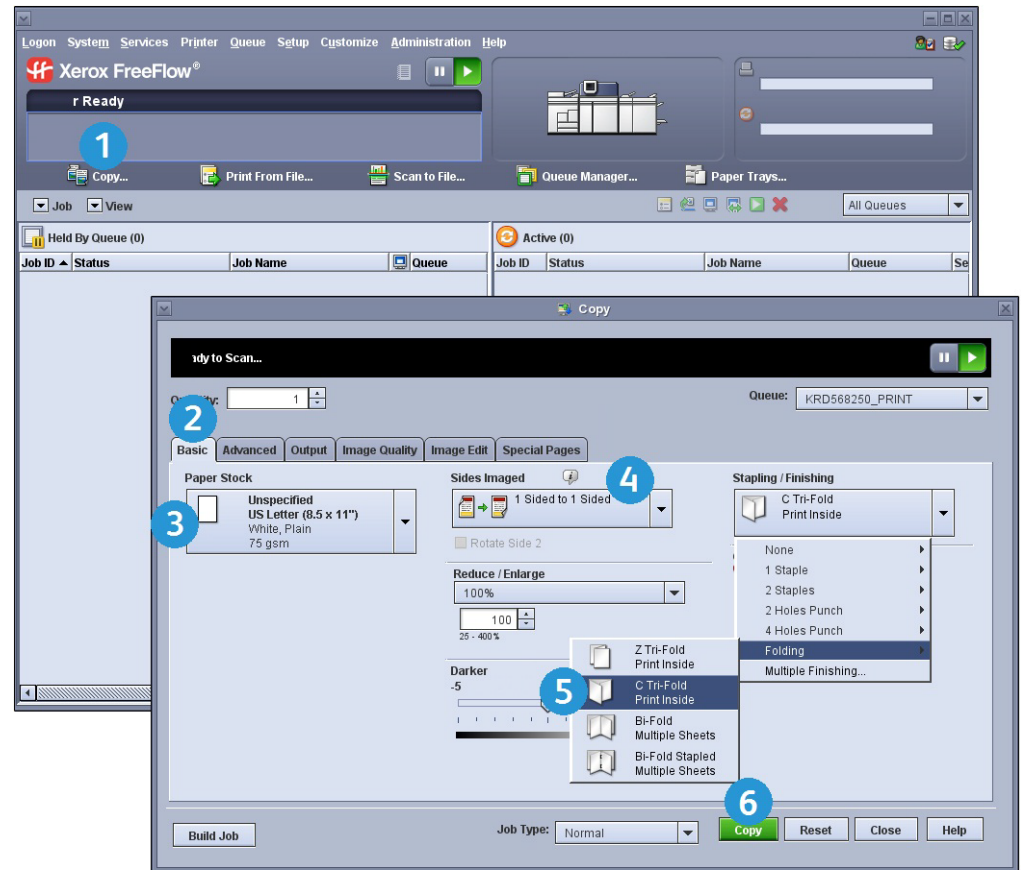 Logon System Services Printer Queue Setup Customize Administration Help
Xerox FreeFlow®
r Ready
1
Copy... Print From File... Scan to File... Queue Manager... Paper Trays...
Job View All Queues
Held By Queue (0) Active (0)
Job ID Status Job Name Queue Job ID Status Job Name Queue Se
Copy
dy to Scan...
1 Queue: KRD568250_PRINT
2
Basic Advanced Output Image Quality Image Edit Special Pages
Paper Stock Sides Imaged Stapling / Finishing
4
Unspecified 1 Sided to 1 Sided C Tri-Fold
US Letter (8.5 x 11") Print Inside
3
White, Plain
75 gsm Rotate Side 2
None
Reduce / Enlarge 1 Staple
100% 2 Staples
100 2 Holes Punch
25 - 400 % 4 Holes Punch
Z Tri-Fold Folding
Print Inside Multiple Finishing...
Darker C Tri-Fold
-5 5 Print Inside
Bi-Fold
Multiple Sheets
Bi-Fold Stapled
Multiple Sheets
6
Build Job Job Type: Normal Copy Reset Close Help